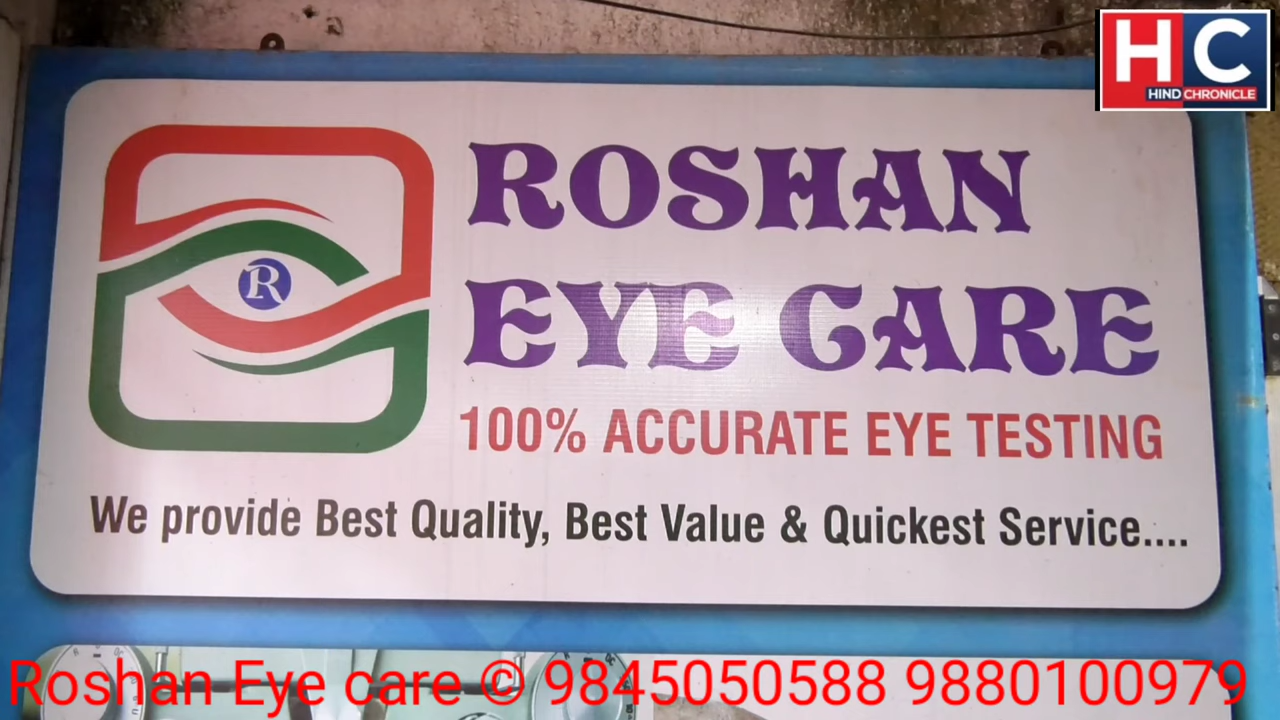 HC
HIND CHRONICLE
R
ROSHAN
EYE CARE
100% ACCURATE EYE TESTING
We provide Best Quality, Best Value & Quickest Service....
Roshan Eye care © 9845050588 9880100979